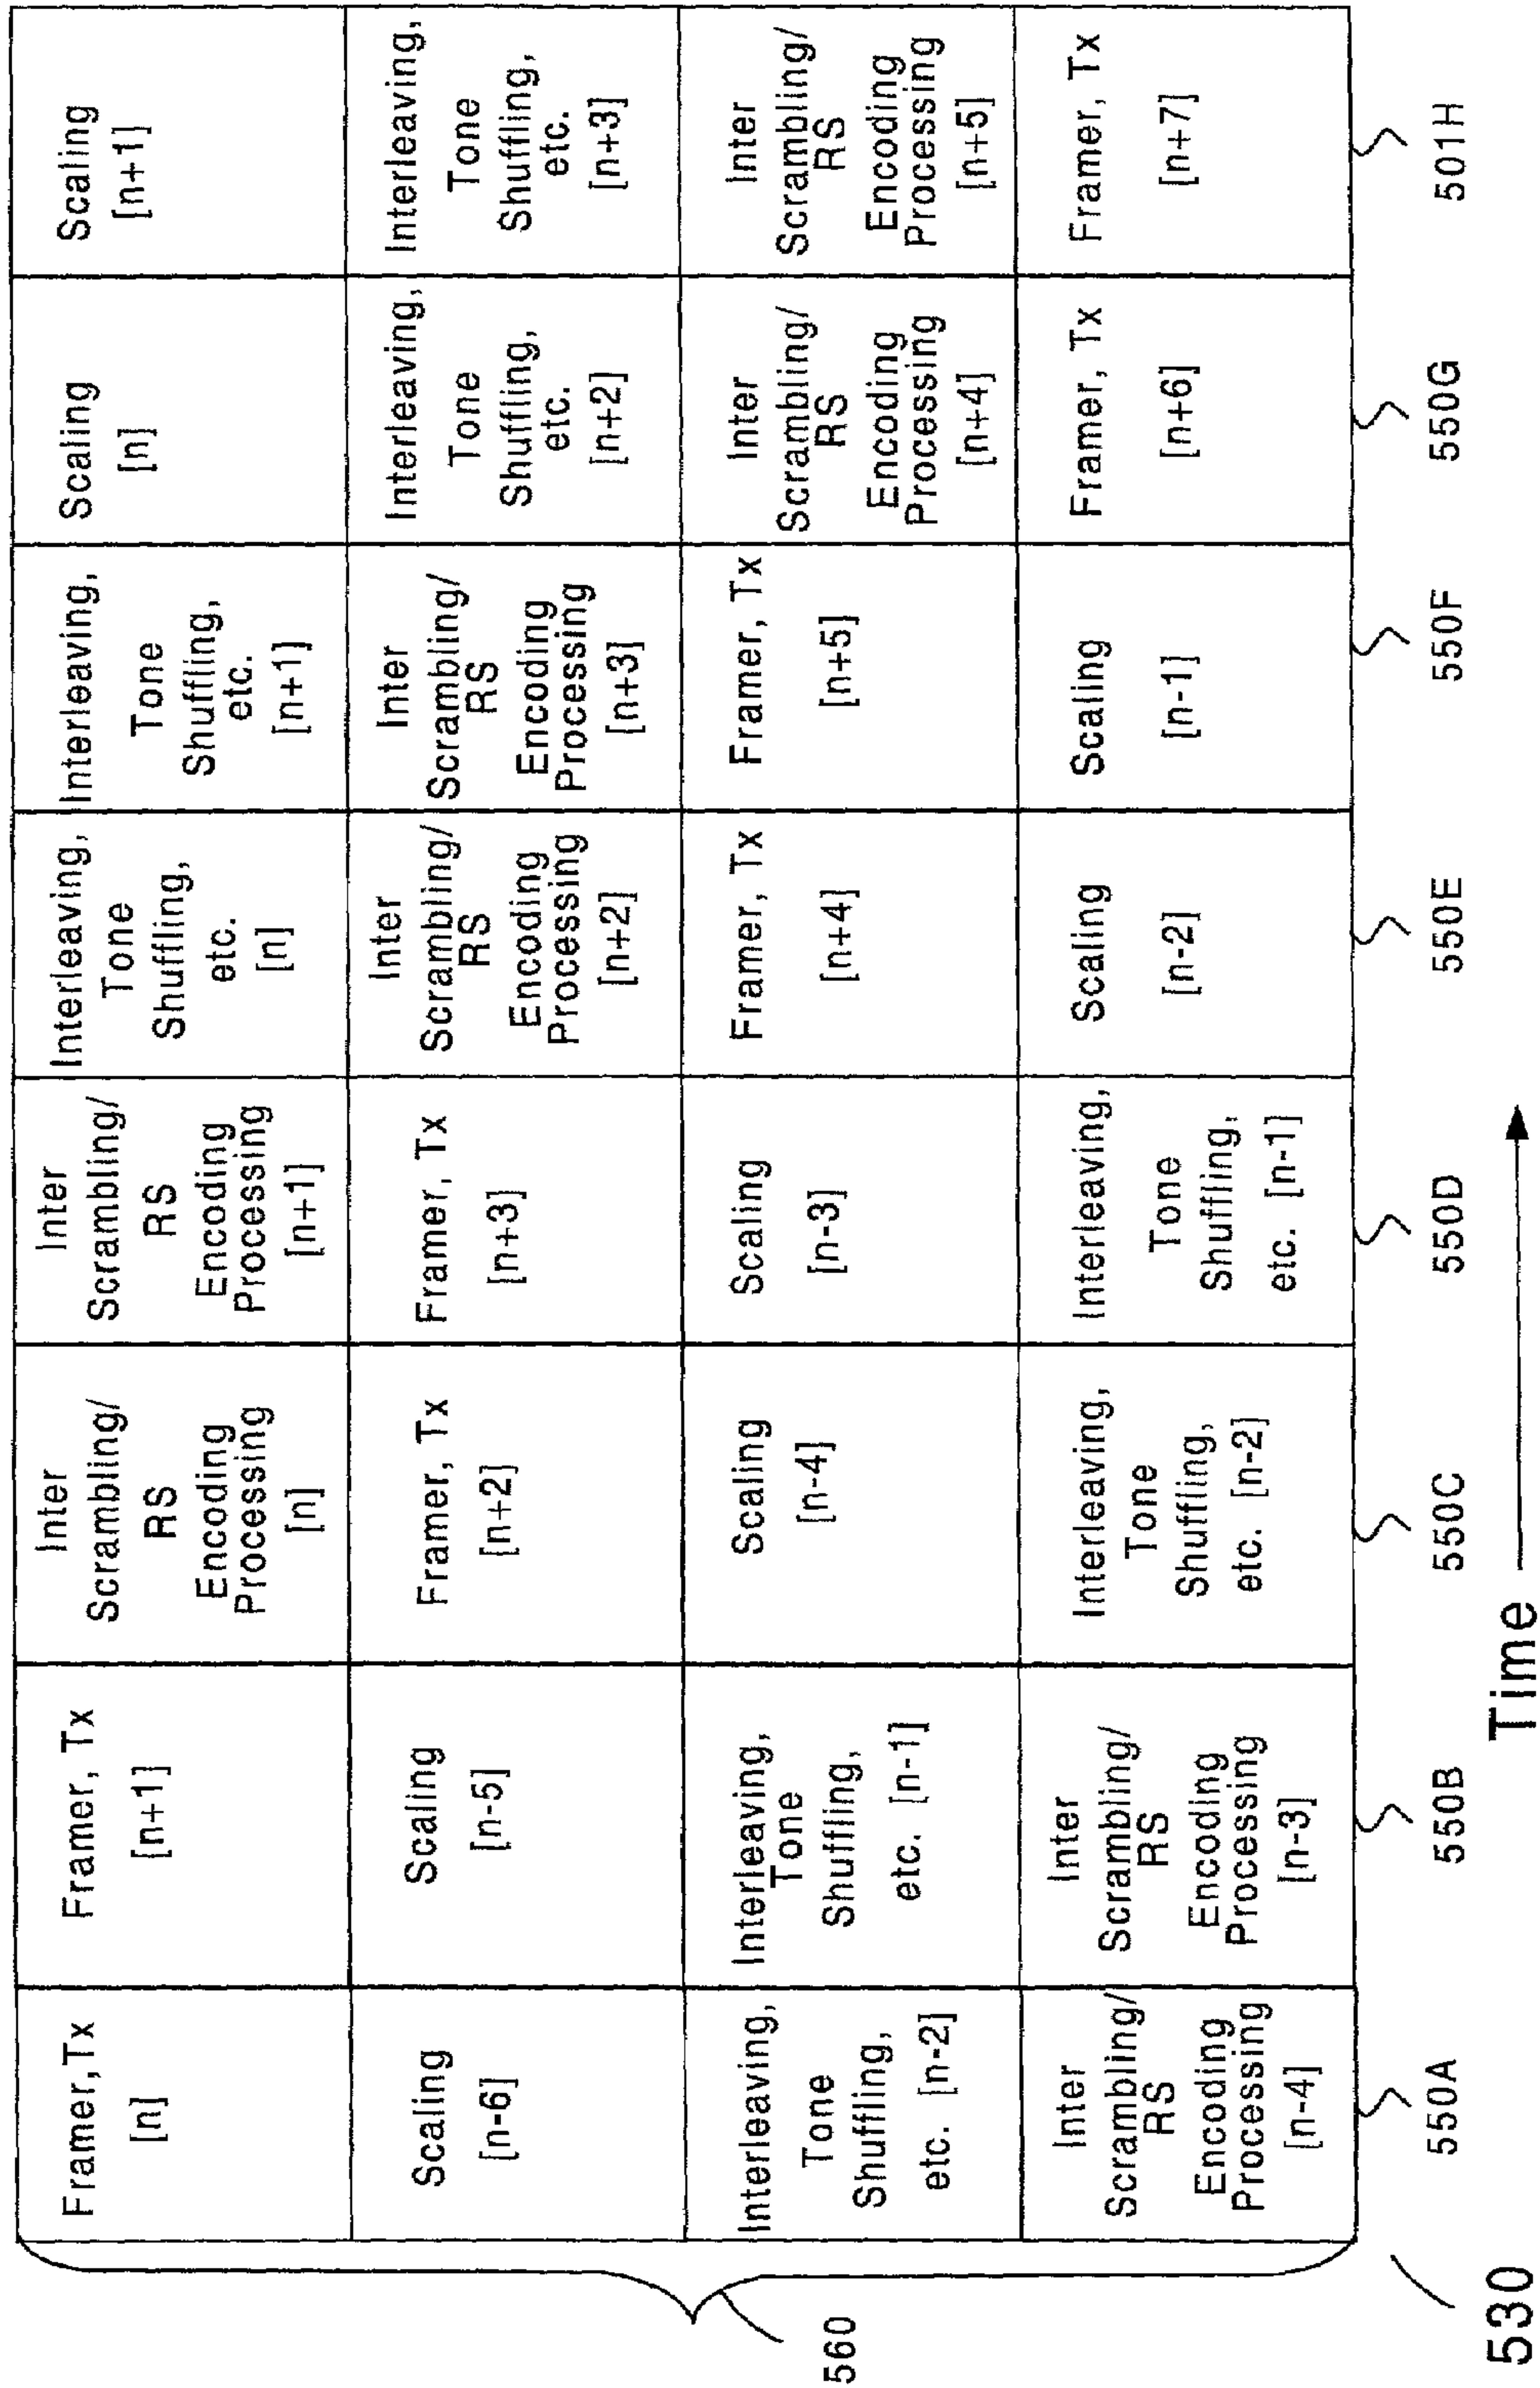 Framer,Tx
[n]
Framer, Tx
[n+1]
Inter
Scrambling/
RS
Encoding
Processing
[n]
Inter
Scrambling/
RS
Encoding
Processing
[n+1]
Interleaving,
Tone
Shuffling,
etc.
[n]
Interleaving,
Tone
Shuffling,
etc.
[n+1]
Scaling
[n]
Scaling
[n+1]
Scaling
[n-6]
Scaling
[n-5]
Framer, Tx
[n+2]
Framer, Tx
[n+3]
Inter
Scrambling/
RS
Encoding
Processing
[n+2]
Inter
Scrambling/
RS
Encoding
Processing
[n+3]
Interleaving,
Tone
Shuffling,
etc.
[n+2]
Interleaving,
Tone
Shuffling,
etc.
[n+3]
Interleaving,
Tone
Shuffling,
etc. [n-2]
Interleaving,
Tone
Shuffling,
etc. [n-1]
Scaling
[n-4]
Scaling
[n-3]
Framer, Tx
[n+4]
Framer, Tx
[n+5]
Inter
Scrambling/
RS
Encoding
Processing
[n+4]
Inter
Scrambling/
RS
Encoding
Processing
[n+5]
Inter
Scrambling/
RS
Encoding
Processing
[n-4]
Inter
Scrambling/
RS
Encoding
Processing
[n-3]
Interleaving,
Tone
Shuffling,
etc. [n-2]
Interleaving,
Tone
Shuffling,
etc. [n-1]
Scaling
[n-2]
Scaling
[n-1]
Framer, Tx
[n+6]
Framer, Tx
[n+7]
560
550A
550B
550C
550D
550E
550F
550G
501H
530
Time